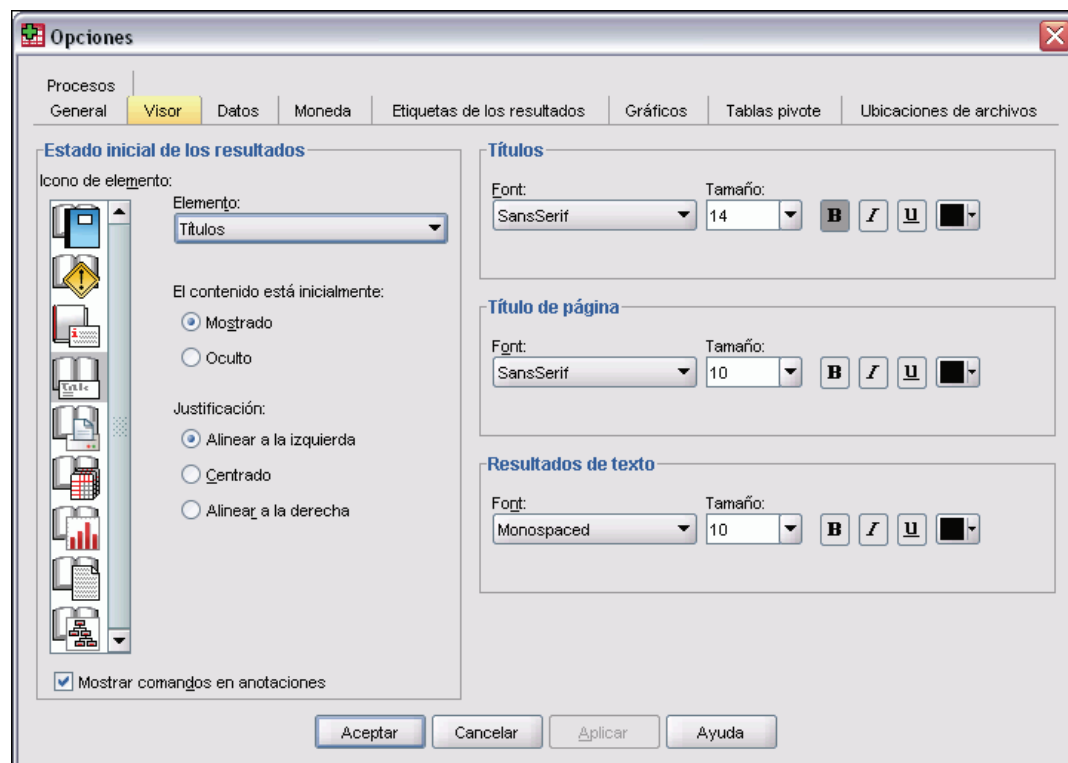 Opciones
Procesos
General Visor Datos Moneda Etiquetas de los resultados Gráficos Tablas pivote Ubicaciones de archivos
Estado inicial de los resultados
Icono de elemento:
Elemento:
Títulos
El contenido está inicialmente:
Mostrado
Oculto
Justificación:
Alinear a la izquierda
Centrado
Alinear a la derecha
Mostrar comandos en anotaciones
Títulos
Font: Tamaño:
SansSerif 14 B I U
Título de página
Font: Tamaño:
SansSerif 10 B I U
Resultados de texto
Font: Tamaño:
Monospaced 10 B I U
Aceptar Cancelar Aplicar Ayuda